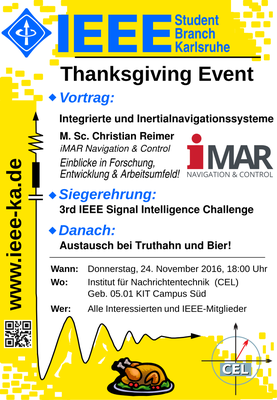 IEEE
Student
Branch
Karlsruhe
Thanksgiving Event
Vortrag:
Integrierte und Inertialnavigationssysteme
M. Sc. Christian Reimer
iMAR Navigation & Control
Einblicke in Forschung,
Entwicklung & Arbeitsumfeld!
iMAR
NAVIGATION & CONTROL
Siegerehrung:
3rd IEEE Signal Intelligence Challenge
Danach:
Austausch bei Truthahn und Bier!
Wann: Donnerstag, 24. November 2016, 18:00 Uhr
Wo: Institut für Nachrichtentechnik (CEL)
Geb. 05.01 KIT Campus Süd
Wer: Alle Interessierten und IEEE-Mitglieder
www.ieee-ka.de
CEL